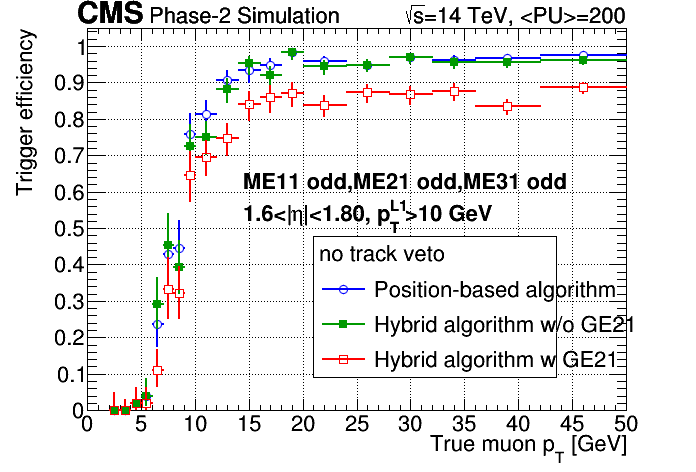 CMS Phase-2 Simulation √s=14 TeV, <PU>=200
Trigger efficiency
1
0.9
0.8
0.7
0.6
0.5
0.4
0.3
0.2
0.1
0
ME11 odd,ME21 odd,ME31 odd
1.6<|η|<1.80, p_T^L1>10 GeV
no track veto
Position-based algorithm
Hybrid algorithm w/o GE21
Hybrid algorithm w GE21
0 5 10 15 20 25 30 35 40 45 50
True muon p_T [GeV]